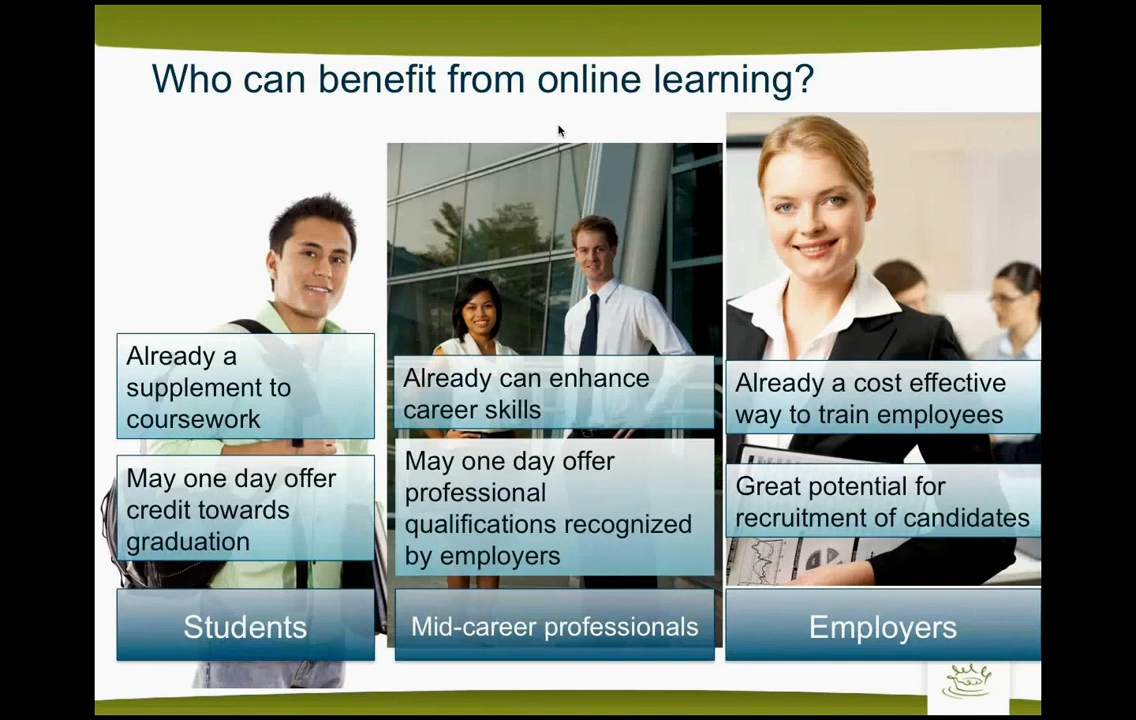 Who can benefit from online learning?
Already a
supplement to
coursework
May one day offer
credit towards
graduation
Students
Already can enhance
career skills
May one day offer
professional
qualifications recognized
by employers
Mid-career professionals
Already a cost effective
way to train employees
Great potential for
recruitment of candidates
Employers